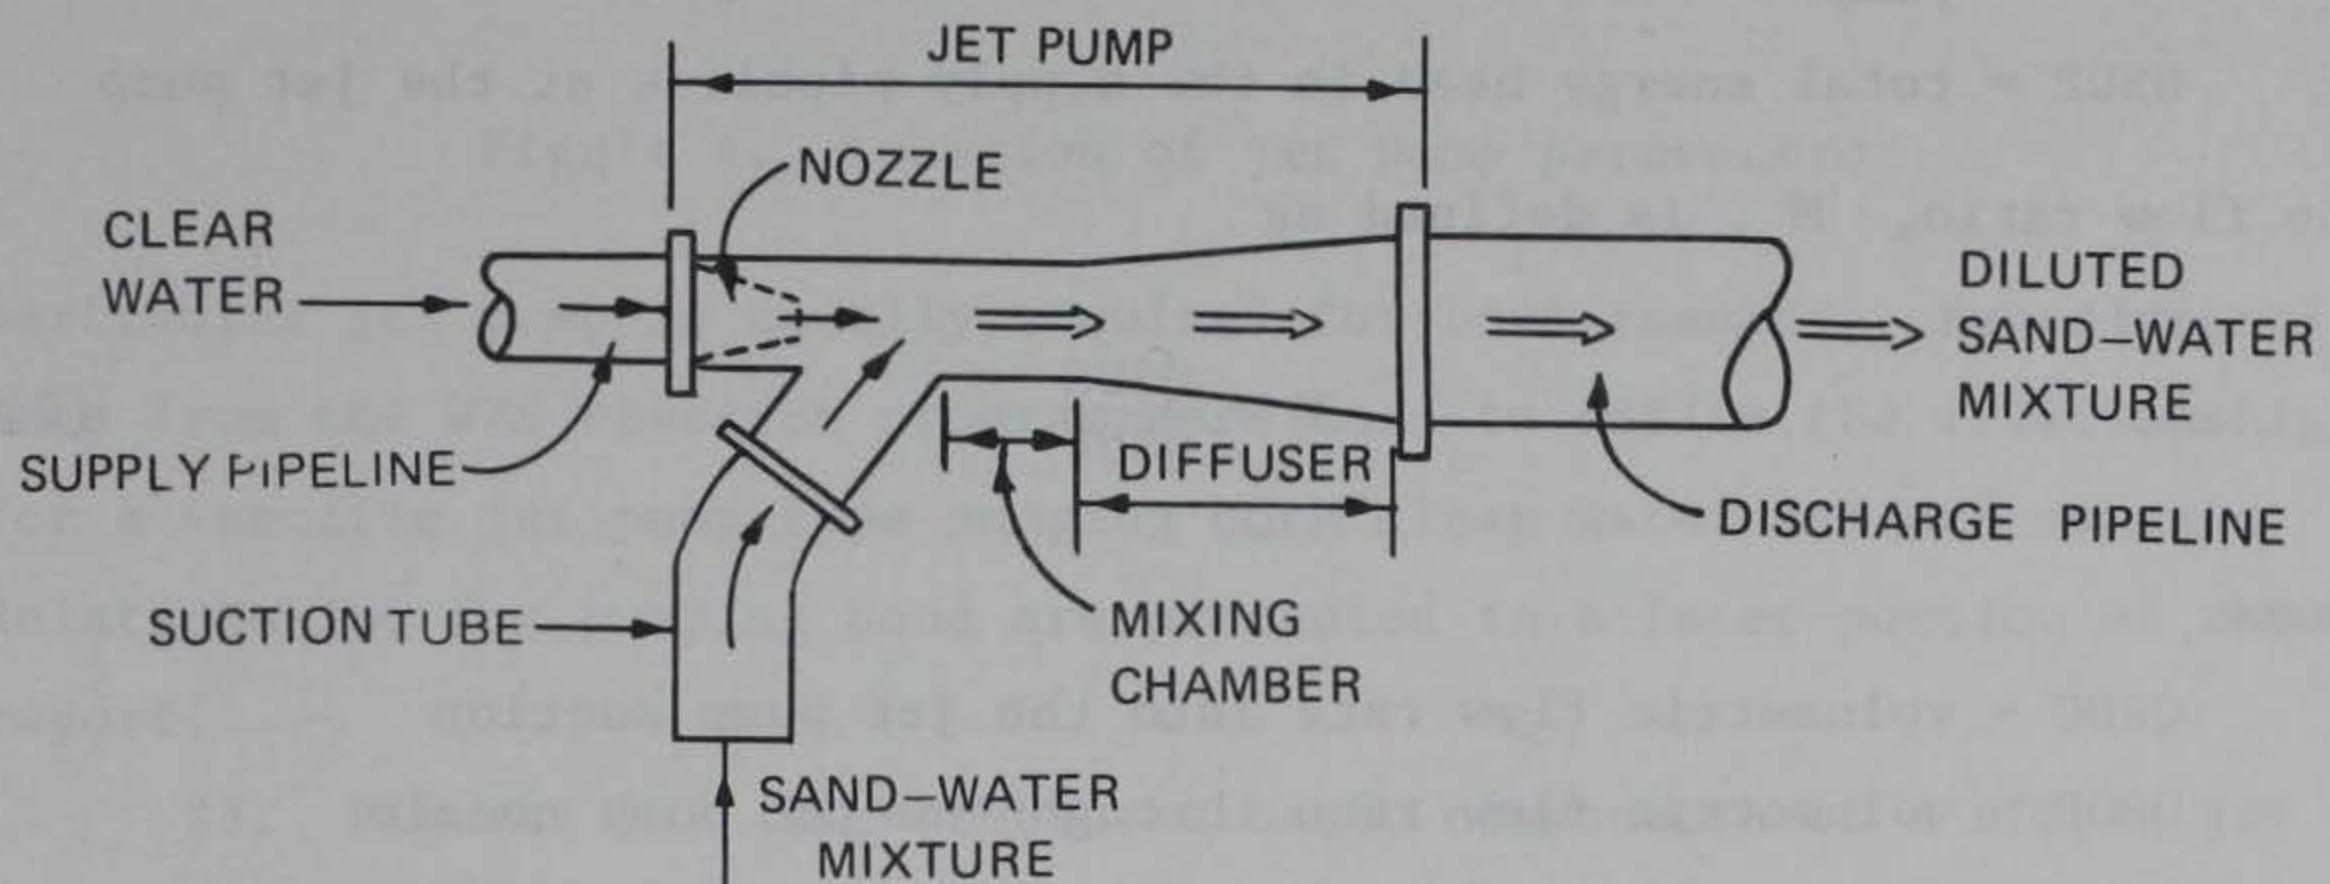 JET PUMP
NOZZLE
CLEAR
WATER
DILUTED
SAND–WATER
MIXTURE
SUPPLY PIPELINE
DIFFUSER
DISCHARGE PIPELINE
SUCTION TUBE
MIXING
CHAMBER
SAND–WATER
MIXTURE